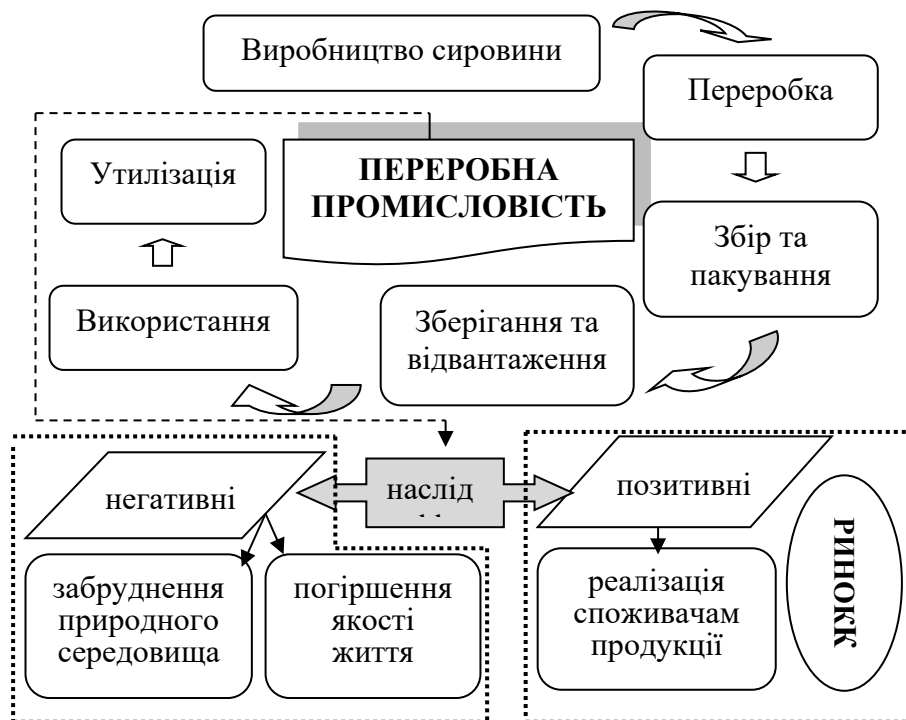 Виробництво сировини
Переробка
Утилізація
ПЕРЕРОБНА
ПРОМИСЛОВІСТЬ
Збір та
пакування
Використання
Зберігання та
відвантаження
негативні
наслід
позитивні
РИНОКК
забруднення
природного
середовища
погіршення
якості
життя
реалізація
споживачам
продукції